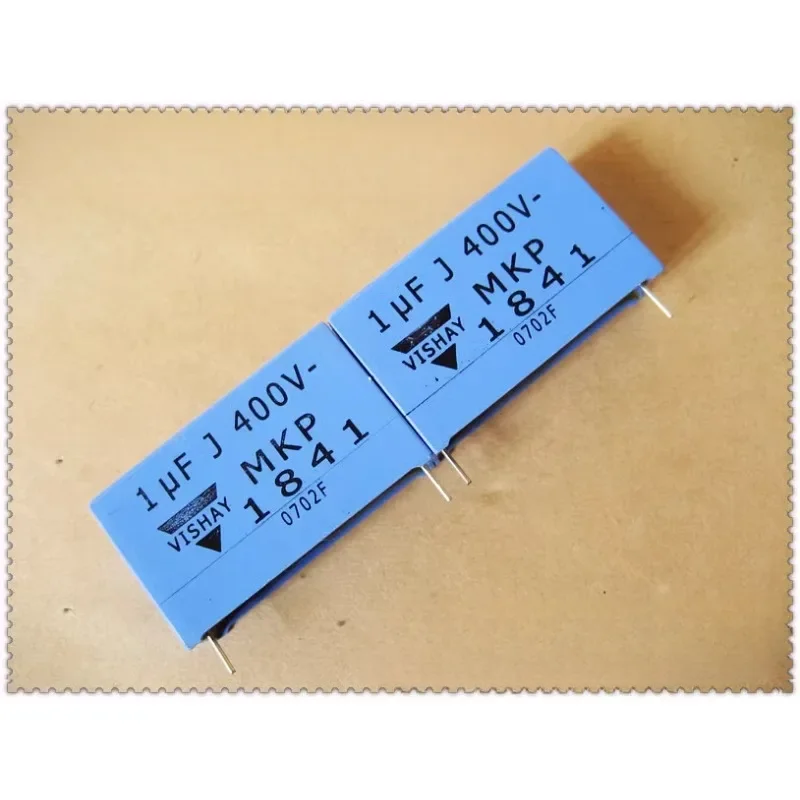 1 µF J 400V-
MKP
VISHAY
1841
0702F
1 µF J 400V-
MKP
VISHAY
1841
0702F